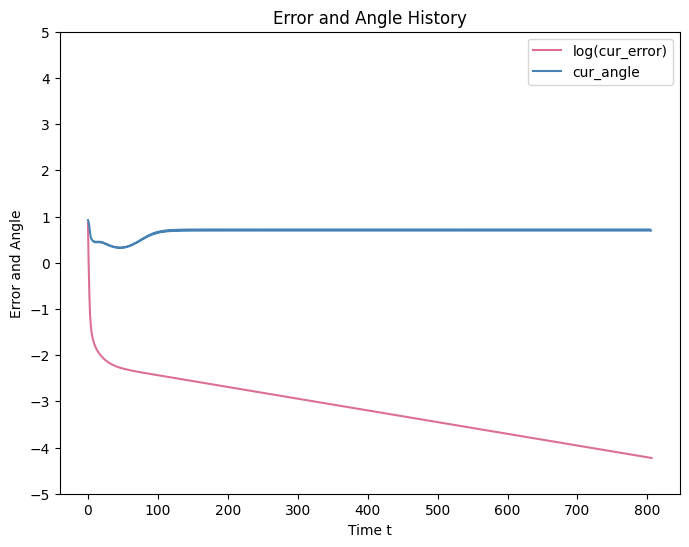 Error and Angle History
log(cur_error)
cur_angle
5
4
3
2
1
0
−1
−2
−3
−4
−5
Error and Angle
0 100 200 300 400 500 600 700 800
Time t